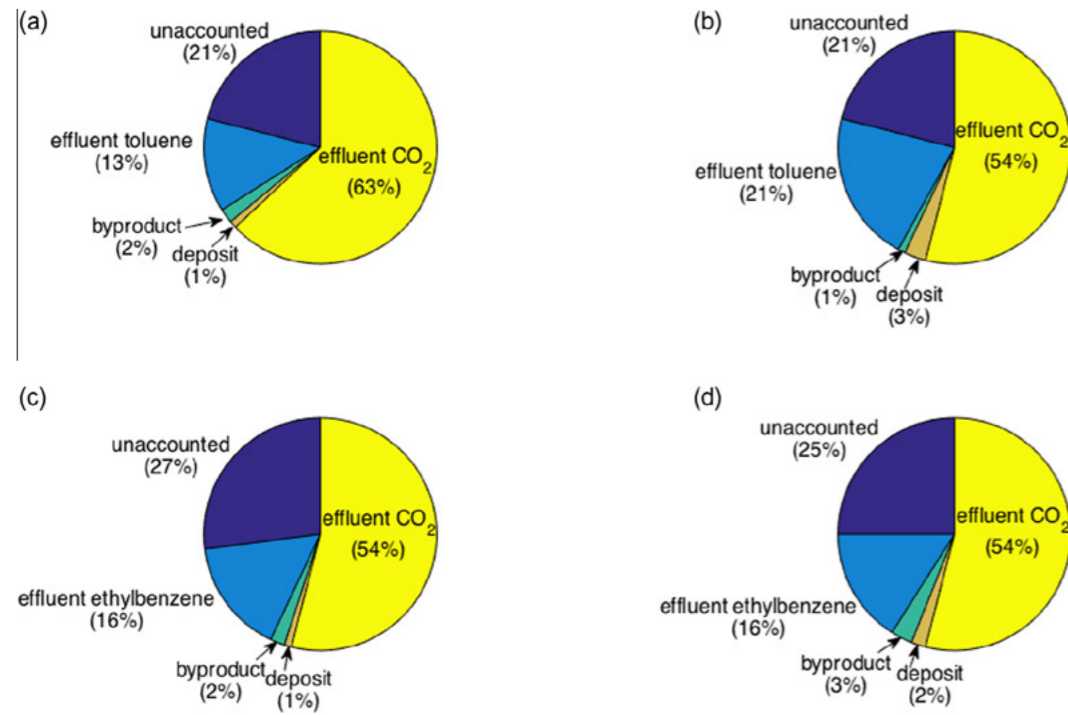 (a)
unaccounted
(21%)
effluent toluene
(13%)
effluent CO₂
(63%)
byproduct
(2%)
deposit
(1%)
(b)
unaccounted
(21%)
effluent CO₂
(54%)
effluent toluene
(21%)
byproduct
(1%)
deposit
(3%)
(c)
unaccounted
(27%)
effluent CO₂
(54%)
effluent ethylbenzene
(16%)
byproduct
(2%)
deposit
(1%)
(d)
unaccounted
(25%)
effluent CO₂
(54%)
effluent ethylbenzene
(16%)
byproduct
(3%)
deposit
(2%)